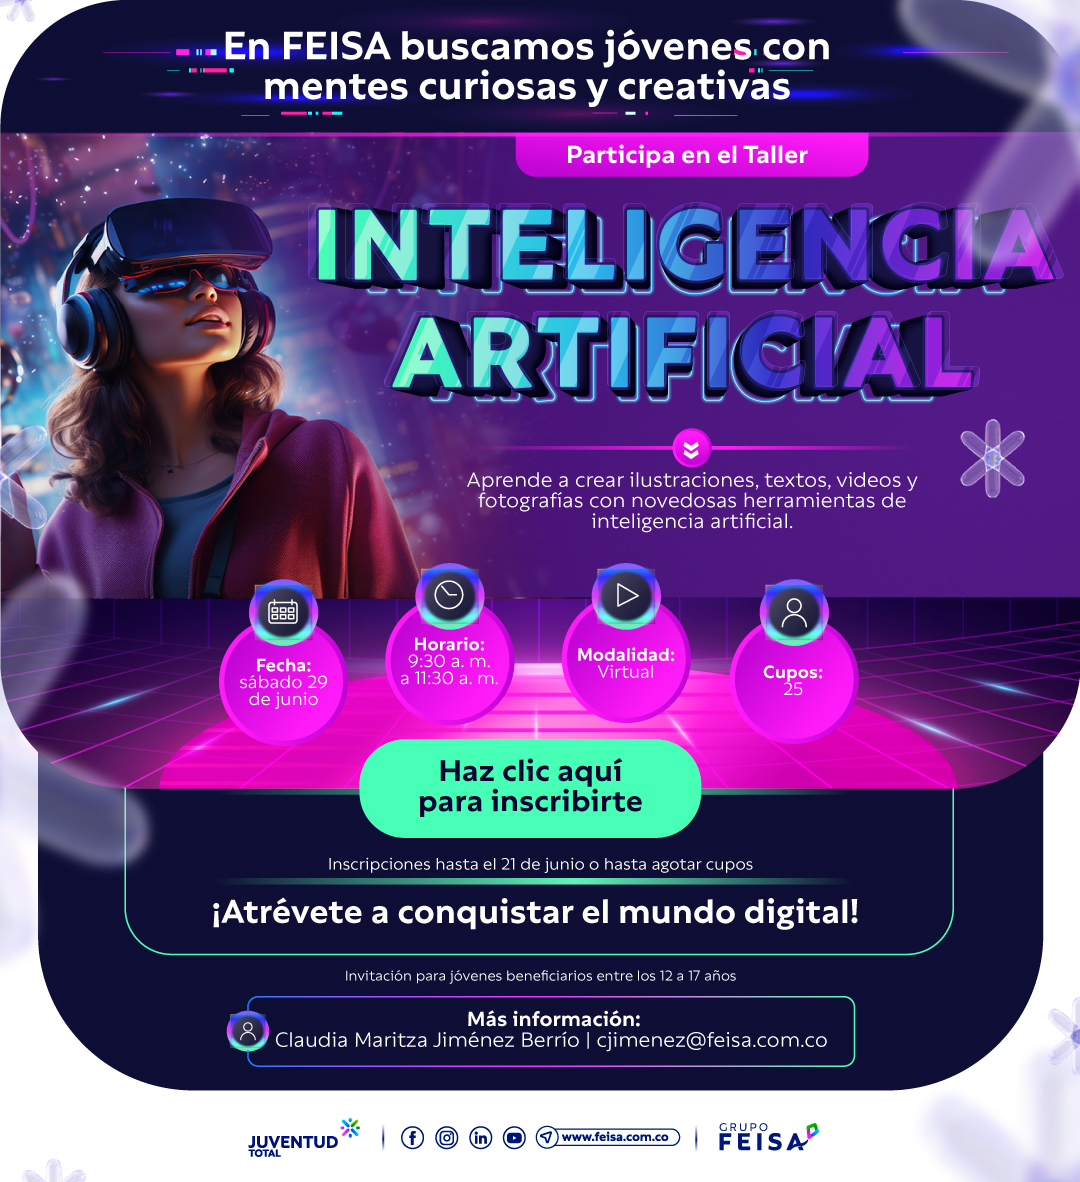 En FEISA buscamos jóvenes con
mentes curiosas y creativas
Participa en el Taller
INTELIGENCIA
ARTIFICIAL
Aprende a crear ilustraciones, textos, videos y
fotografías con novedosas herramientas de
inteligencia artificial.
Fecha:
sábado 29
de junio
Horario:
9:30 a. m.
a 11:30 a. m.
Modalidad:
Virtual
Cupos:
25
Haz clic aquí
para inscribirte
Inscripciones hasta el 21 de junio o hasta agotar cupos
¡Atrévete a conquistar el mundo digital!
Invitación para jóvenes beneficiarios entre los 12 a 17 años
Más información:
Claudia Maritza Jiménez Berrío | cjimenez@feisa.com.co
JUVENTUD
TOTAL
www.feisa.com.co
GRUPO
FEISA